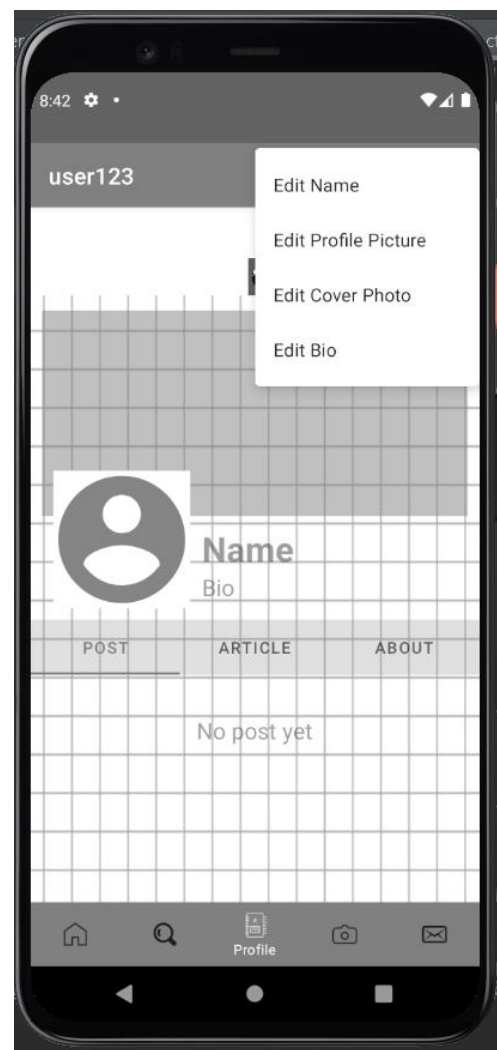 8:42
user123
Edit Name
Edit Profile Picture
Edit Cover Photo
Edit Bio
Name
Bio
POST ARTICLE ABOUT
No post yet
Profile